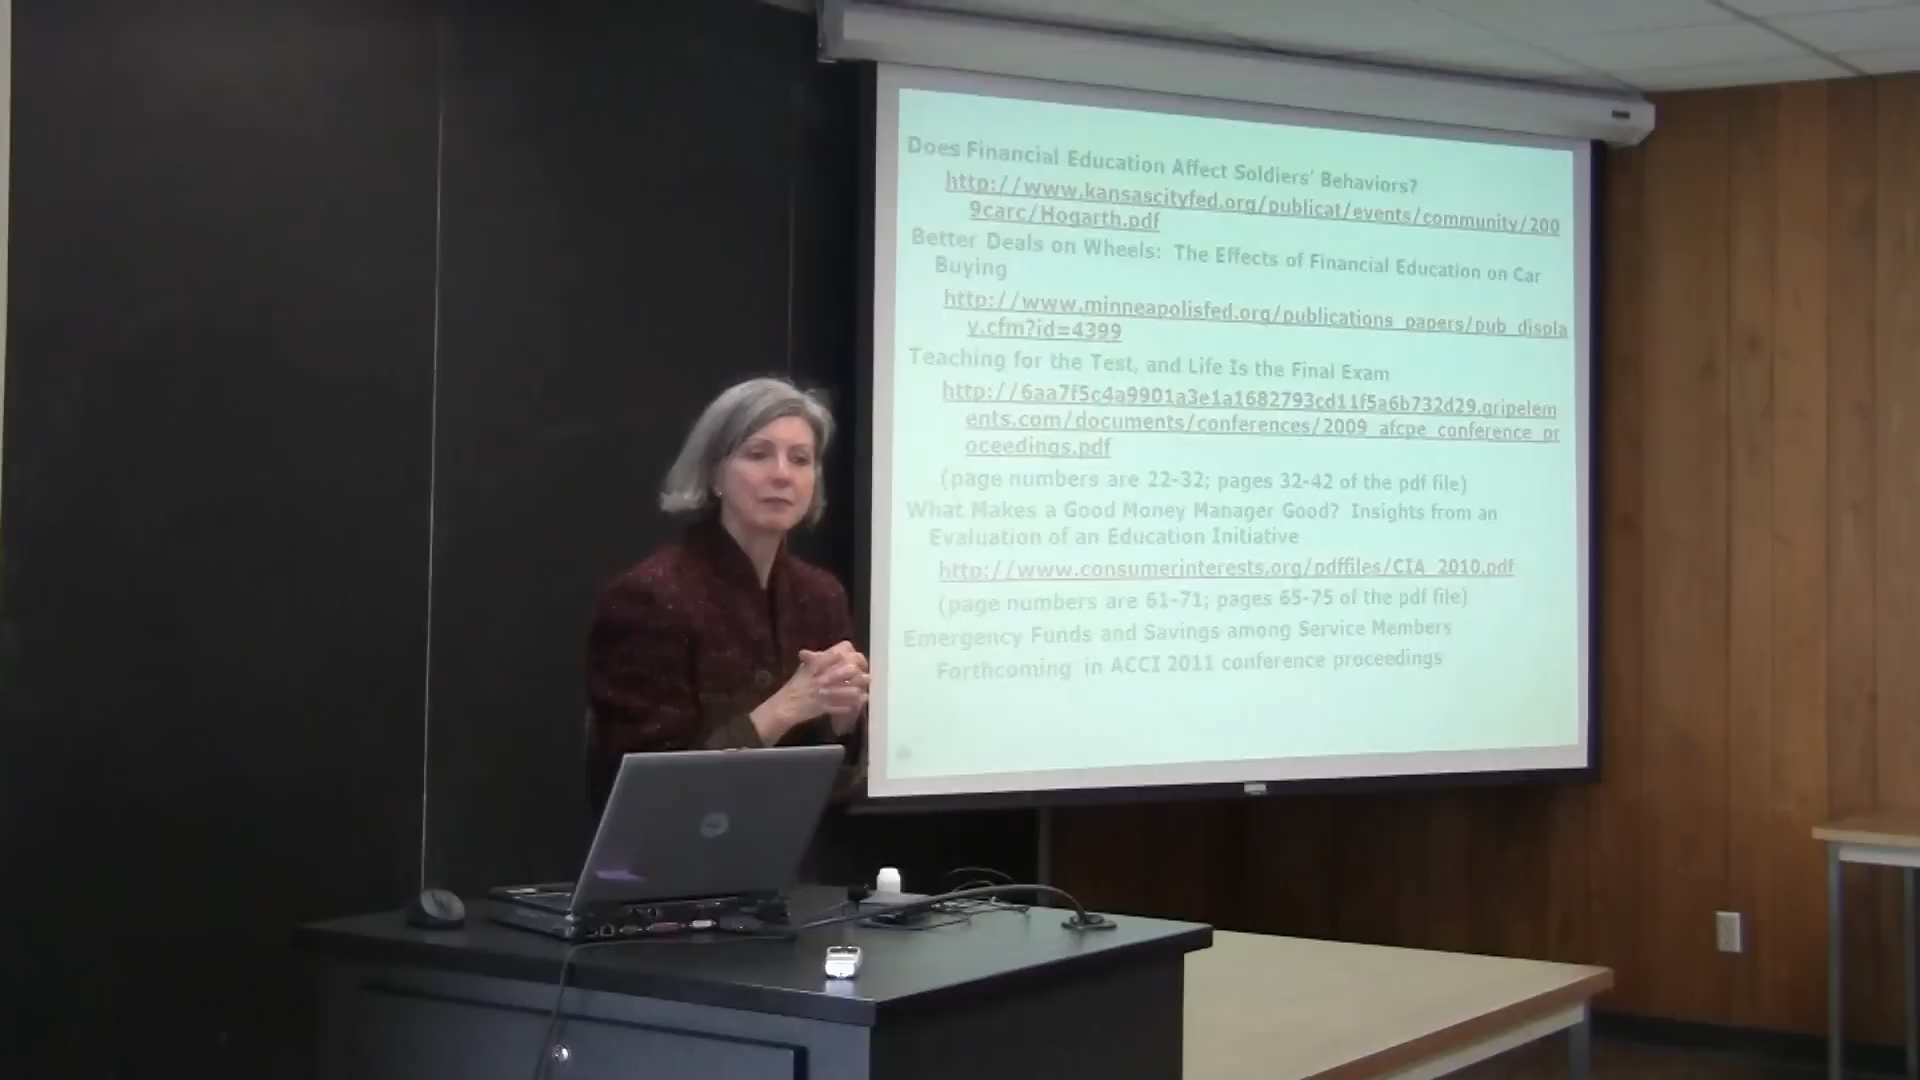 Does Financial Education Affect Soldiers' Behaviors?
http://www.kansascityfed.org/publicat/events/community/200
9carc/Hogarth.pdf
Better Deals on Wheels: The Effects of Financial Education on Car
Buying
http://www.minneapolisfed.org/publications_papers/pub_displa
y.cfm?id=4399
Teaching for the Test, and Life Is the Final Exam
http://6aa7f5c4a9901a3e1a1682793cd11f5a6b732d29.gripelem
ents.com/documents/conferences/2009_afcpe_conference_pr
oceedings.pdf
(page numbers are 22-32; pages 32-42 of the pdf file)
What Makes a Good Money Manager Good? Insights from an
Evaluation of an Education Initiative
http://www.consumerinterests.org/pdffiles/CIA_2010.pdf
(page numbers are 61-71; pages 65-75 of the pdf file)
Emergency Funds and Savings among Service Members
Forthcoming in ACCI 2011 conference proceedings